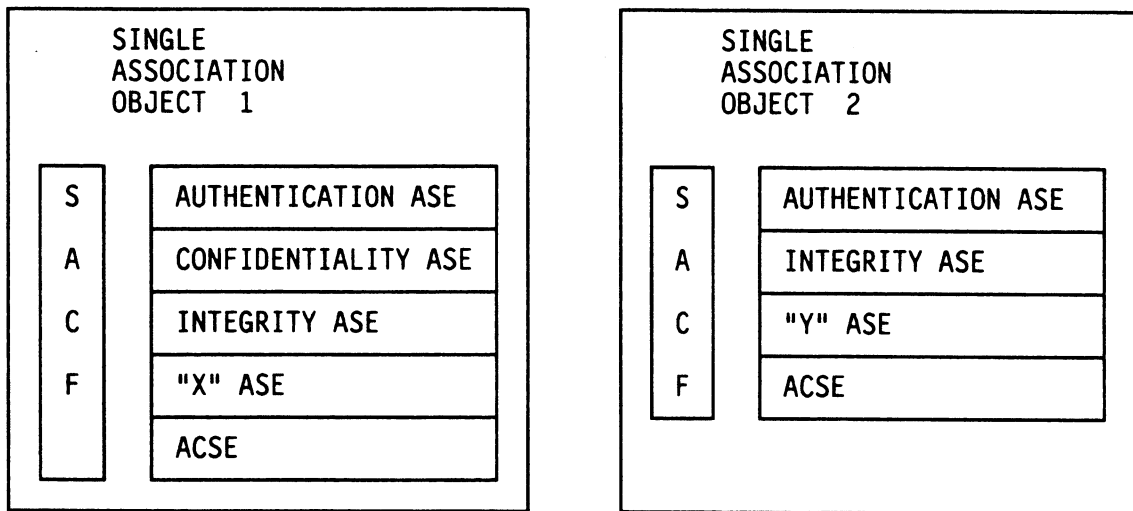 SINGLE
ASSOCIATION
OBJECT 1
S
A
C
F
AUTHENTICATION ASE
CONFIDENTIALITY ASE
INTEGRITY ASE
"X" ASE
ACSE
SINGLE
ASSOCIATION
OBJECT 2
S
A
C
F
AUTHENTICATION ASE
INTEGRITY ASE
"Y" ASE
ACSE